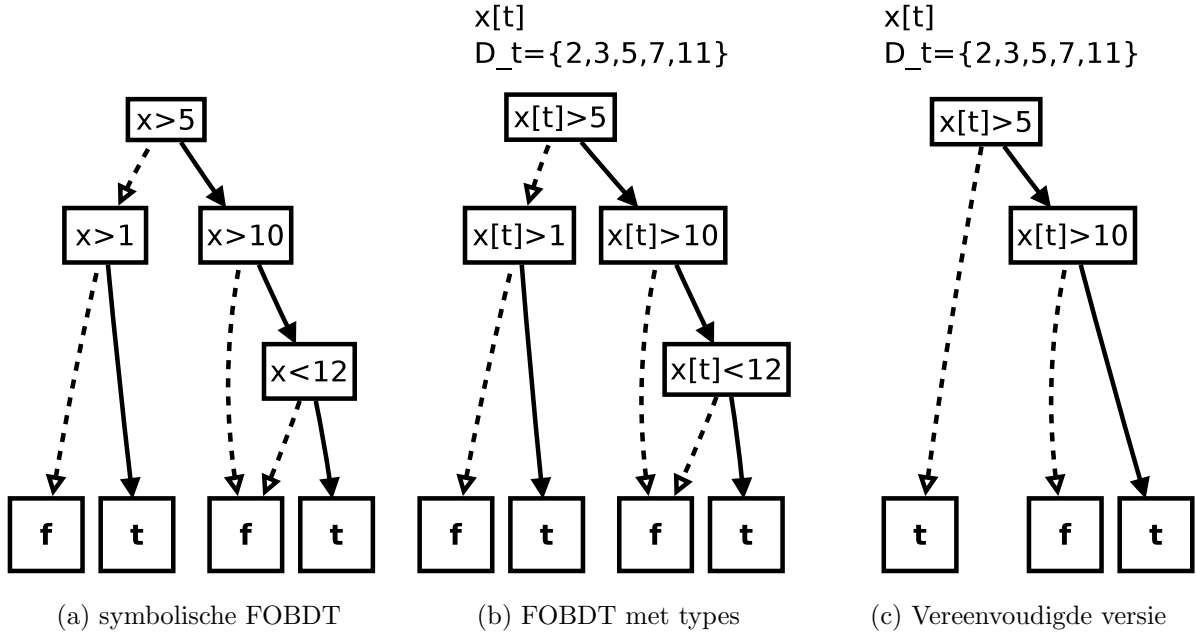 x[t]
D_t={2,3,5,7,11}
x[t]
D_t={2,3,5,7,11}
x>5
x[t]>5
x[t]>5
x>1
x>10
x[t]>1
x[t]>10
x[t]>10
x<12
x[t]<12
f
t
f
t
f
t
f
t
t
f
t
(a) symbolische FOBDT
(b) FOBDT met types
(c) Vereenvoudigde versie